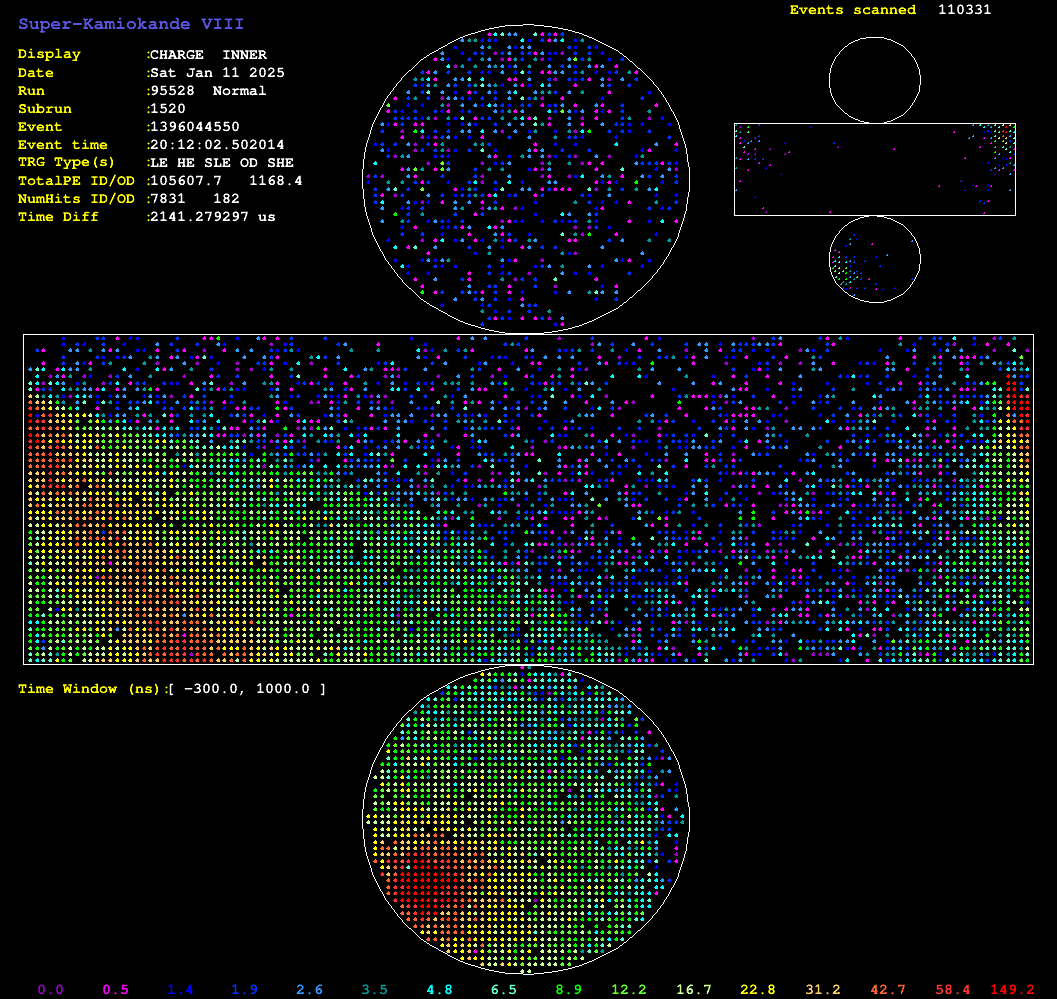 Super-Kamiokande VIII
Events scanned 110331
Display :CHARGE INNER
Date :Sat Jan 11 2025
Run :95528 Normal
Subrun :1520
Event :1396044550
Event time :20:12:02.502014
TRG Type(s) :LE HE SLE OD SHE
TotalPE ID/OD :105607.7 1168.4
NumHits ID/OD :7831 182
Time Diff :2141.279297 us
Time Window (ns):[ -300.0, 1000.0 ]
0.0 0.5 1.4 1.9 2.6 3.5 4.8 6.5 8.9 12.2 16.7 22.8 31.2 42.7 58.4 149.2